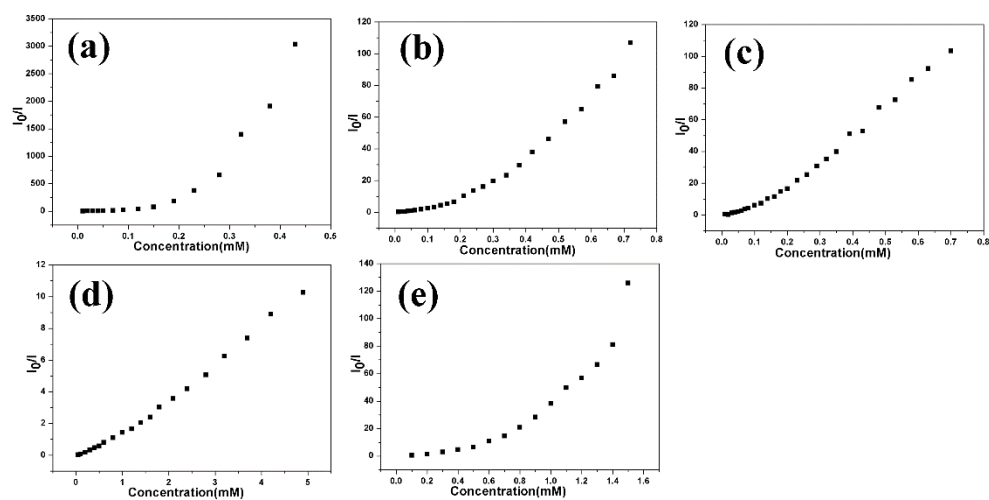 (a)
I0/I
3500
3000
2500
2000
1500
1000
500
0
0.0 0.1 0.2 0.3 0.4 0.5 0.6
Concentration(mM)
(b)
I0/I
120
100
80
60
40
20
0
0.0 0.1 0.2 0.3 0.4 0.5 0.6 0.7 0.8
Concentration(mM)
(c)
I0/I
120
100
80
60
40
20
0
0.0 0.1 0.2 0.3 0.4 0.5 0.6 0.7 0.8
Concentration(mM)
(d)
I0/I
12
10
8
6
4
2
0
0 1 2 3 4 5
Concentration(mM)
(e)
I0/I
140
120
100
80
60
40
20
0
0.0 0.2 0.4 0.6 0.8 1.0 1.2 1.4 1.6
Concentration(mM)